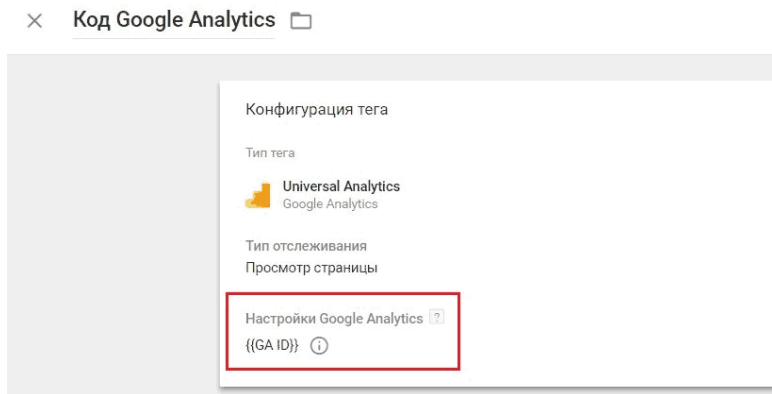 Код Google Analytics
Конфигурация тега
Тип тега
Universal Analytics
Google Analytics
Тип отслеживания
Просмотр страницы
Настройки Google Analytics ?
{{GA ID}}